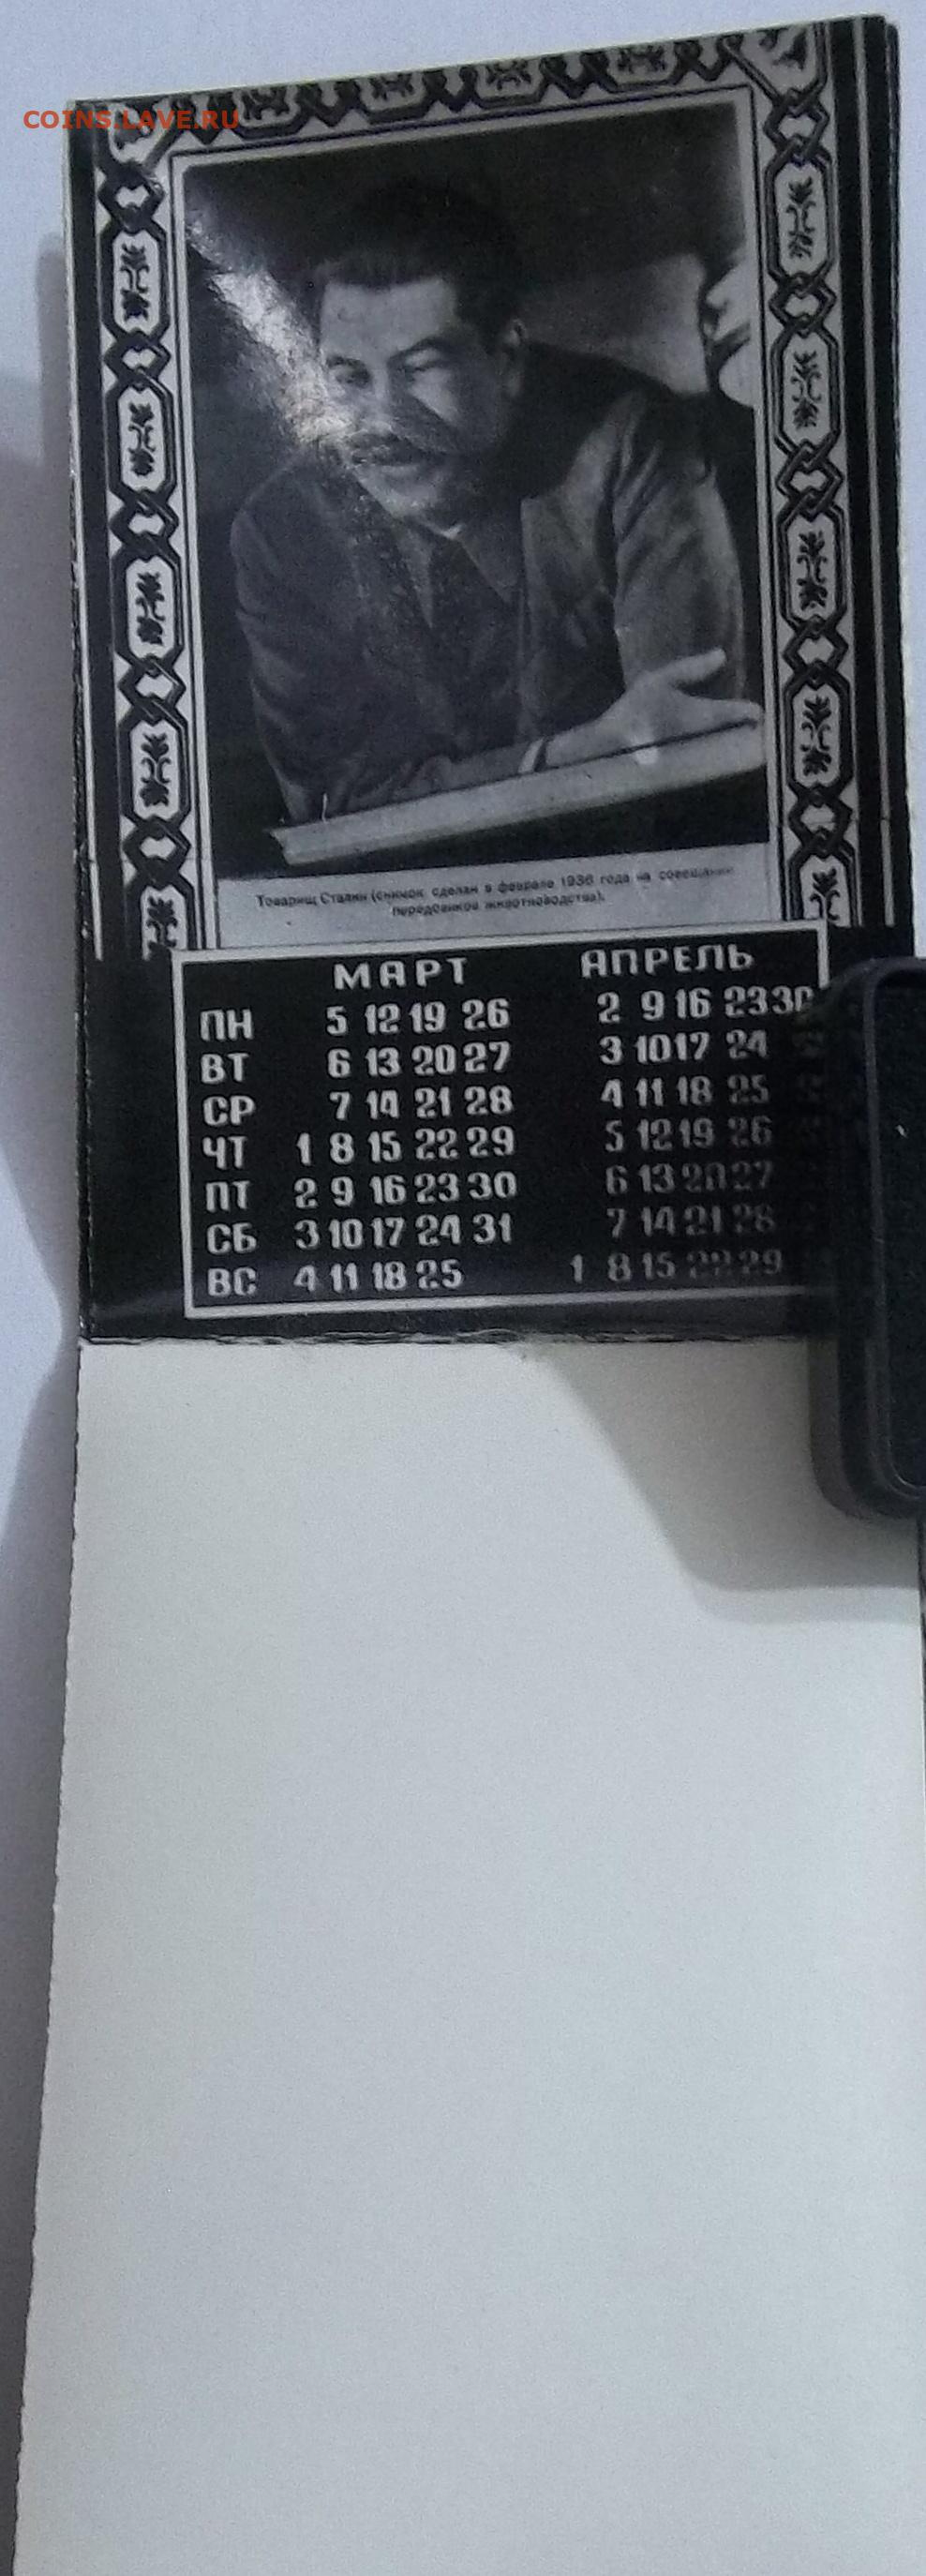 COINS.LAVE.RU
Товарищ Сталин (снимок сделан в феврале 1936 года на совещании
передовиков животноводства).
МАРТ АПРЕЛЬ
ПН 5 12 19 26 2 9 16 23 30
ВТ 6 13 20 27 3 10 17 24
СР 7 14 21 28 4 11 18 25
ЧТ 1 8 15 22 29 5 12 19 26
ПТ 2 9 16 23 30 6 13 20 27
СБ 3 10 17 24 31 7 14 21 28
ВС 4 11 18 25 1 8 15 22 29